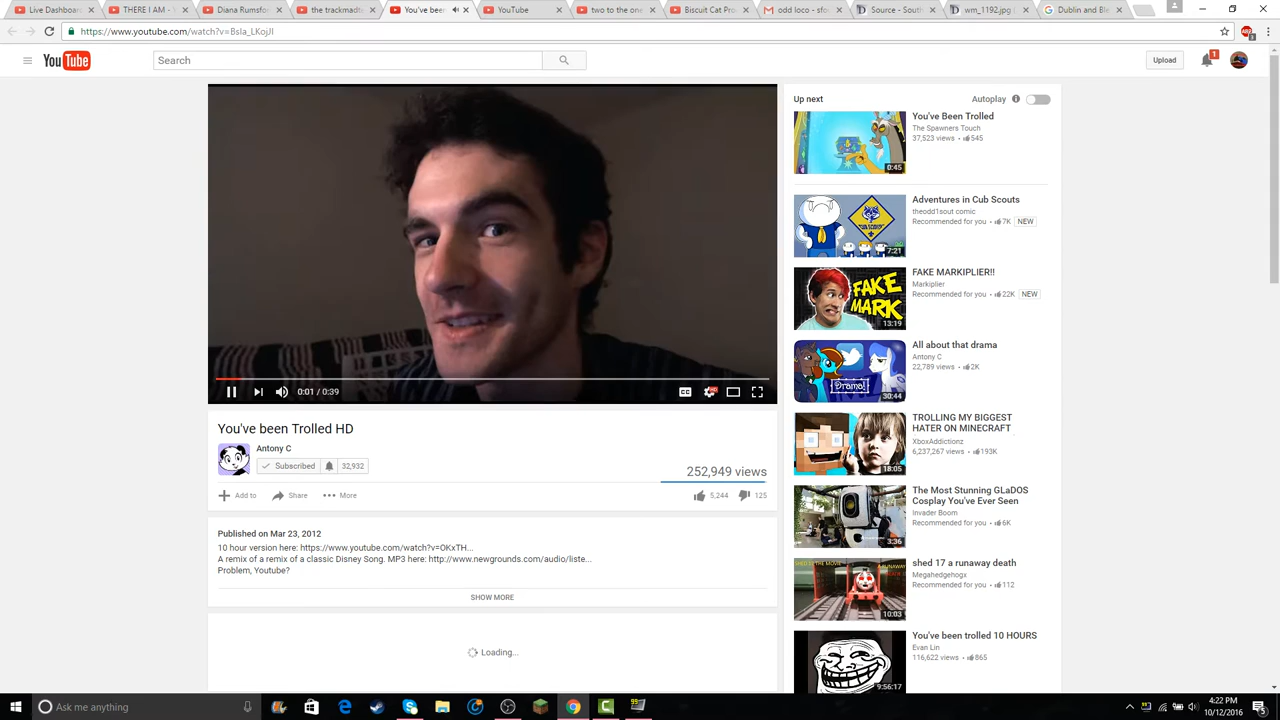 Live Dashboard
THERE I AM -
Diana Rumsfor
the trackmadte
You've been
YouTube
two to the one
Biscuit Cat Pro
odd loco - sfo
Source - South
wm_1192.jpg (
Dublin and Ble
https://www.youtube.com/watch?v=Bsla_LKojJI
YouTube
Search
Upload
1
Up next
Autoplay
You've Been Trolled
The Spawners Touch
37,523 views • 545
0:45
Adventures in Cub Scouts
theodd1sout comic
Recommended for you • 7K NEW
7:21
FAKE MARKIPLIER!!
Markiplier
Recommended for you • 22K NEW
FAKE
MARK
13:19
All about that drama
Antony C
22,789 views • 2K
Drama!
30:44
TROLLING MY BIGGEST
HATER ON MINECRAFT
XboxAddictionz
6,237,267 views • 193K
18:05
The Most Stunning GLaDOS
Cosplay You've Ever Seen
Invader Boom
Recommended for you • 6K
3:36
shed 17 a runaway death
Megahedgehogx
Recommended for you • 112
10:03
You've been trolled 10 HOURS
Evan Lin
116,622 views • 865
9:56:17
0:01 / 0:39
CC
HD
You've been Trolled HD
Antony C
Subscribed 32,932
252,949 views
Add to Share More
5,244 125
Published on Mar 23, 2012
10 hour version here: https://www.youtube.com/watch?v=OKxTH...
A remix of a remix of a classic Disney Song. MP3 here: http://www.newgrounds.com/audio/liste...
Problem, Youtube?
SHOW MORE
Loading...
Ask me anything
4:22 PM
10/12/2016